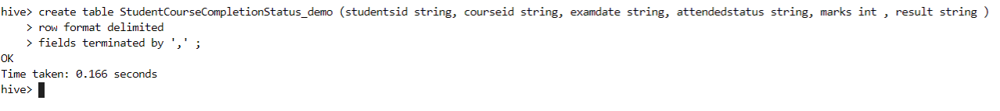 hive> create table StudentCourseCompletionStatus_demo (studentsid string, courseid string, examdate string, attendedstatus string, marks int , result string )
    > row format delimited
    > fields terminated by ',' ;
OK
Time taken: 0.166 seconds
hive>